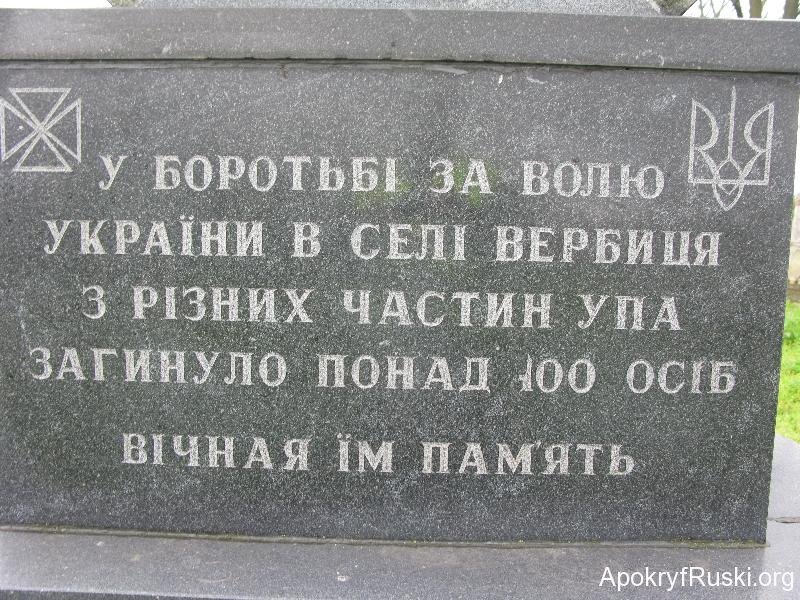 У БОРОТЬБІ ЗА ВОЛЮ
УКРАЇНИ В СЕЛІ ВЕРБИЦЯ
З РІЗНИХ ЧАСТИН УПА
ЗАГИНУЛО ПОНАД 100 ОСІБ
ВІЧНАЯ ЇМ ПАМ'ЯТЬ
ApokryfRuski.org